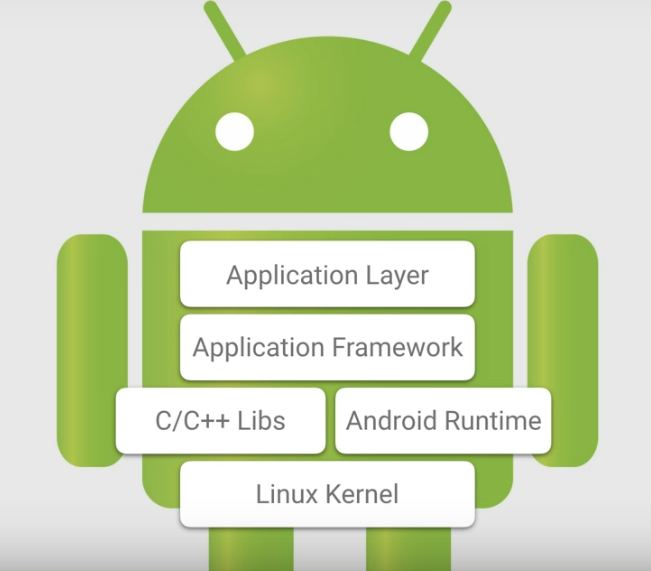 Application Layer
Application Framework
C/C++ Libs
Android Runtime
Linux Kernel